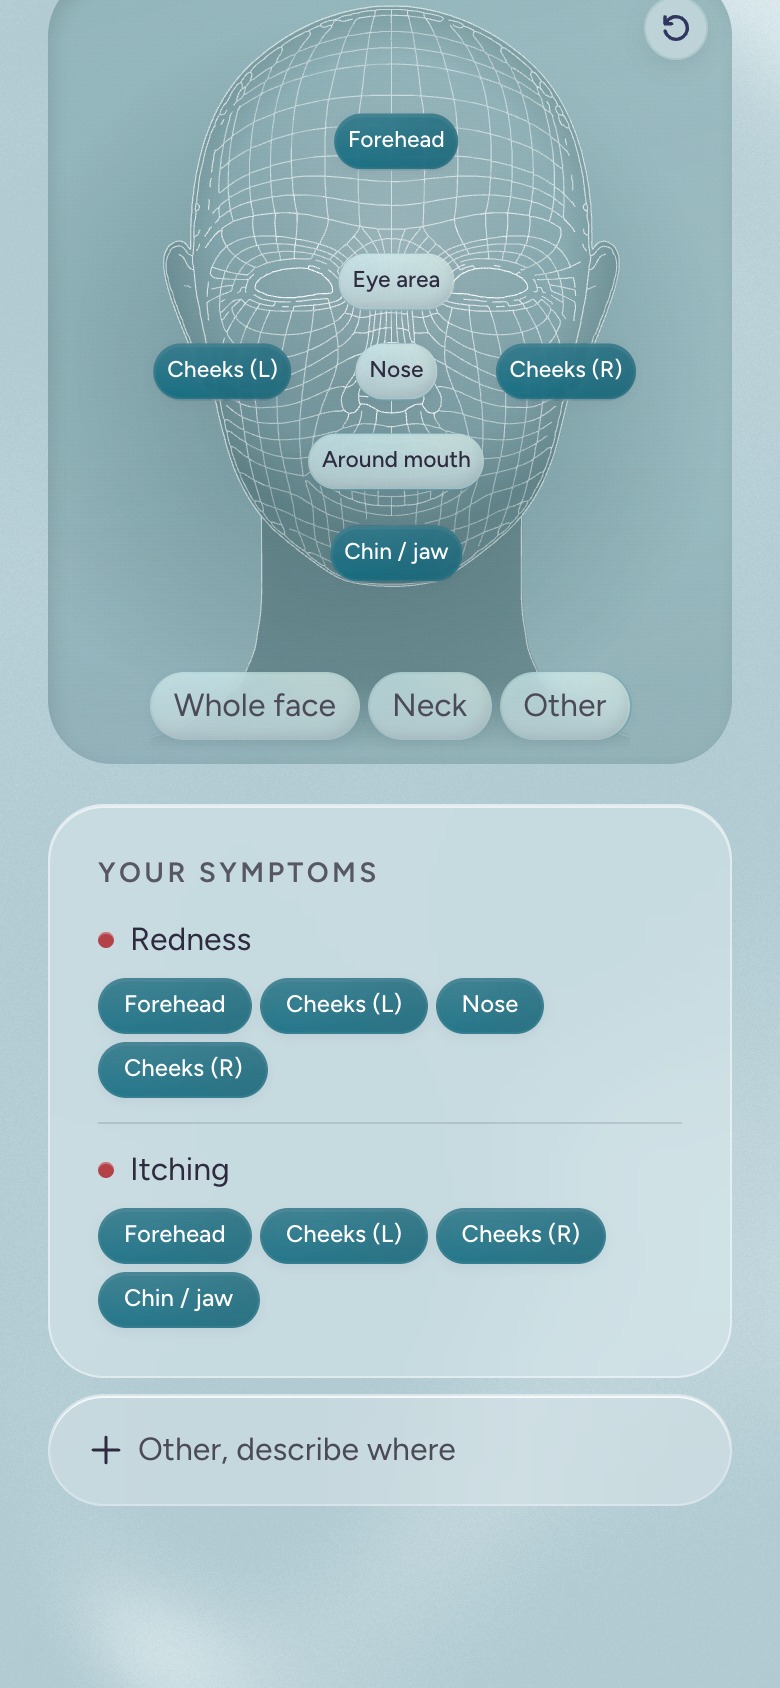 Forehead
Eye area
Cheeks (L) Nose Cheeks (R)
Around mouth
Chin / jaw
Whole face Neck Other
YOUR SYMPTOMS
Redness
Forehead Cheeks (L) Nose
Cheeks (R)
Itching
Forehead Cheeks (L) Cheeks (R)
Chin / jaw
Other, describe where